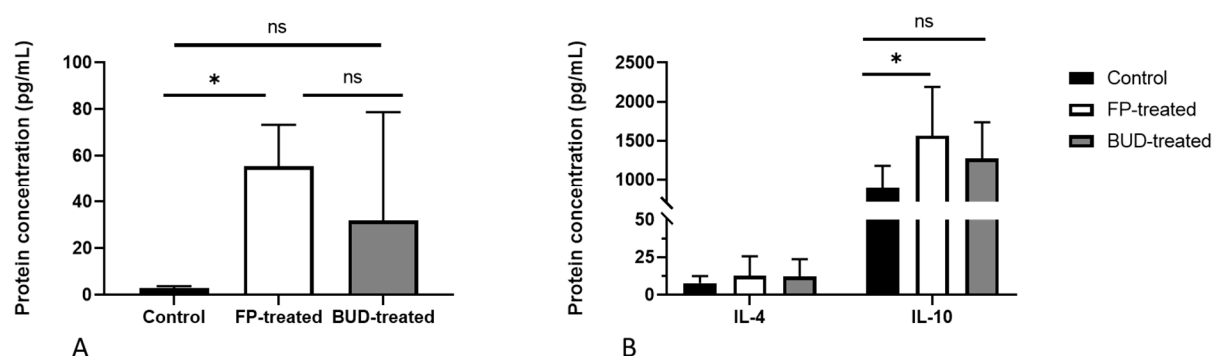 ns
*
ns
Protein concentration (pg/mL)
100
80
60
40
20
0
Control
FP-treated
BUD-treated
A
ns
*
Protein concentration (pg/mL)
2500
2000
1500
1000
50
25
0
IL-4
IL-10
Control
FP-treated
BUD-treated
B